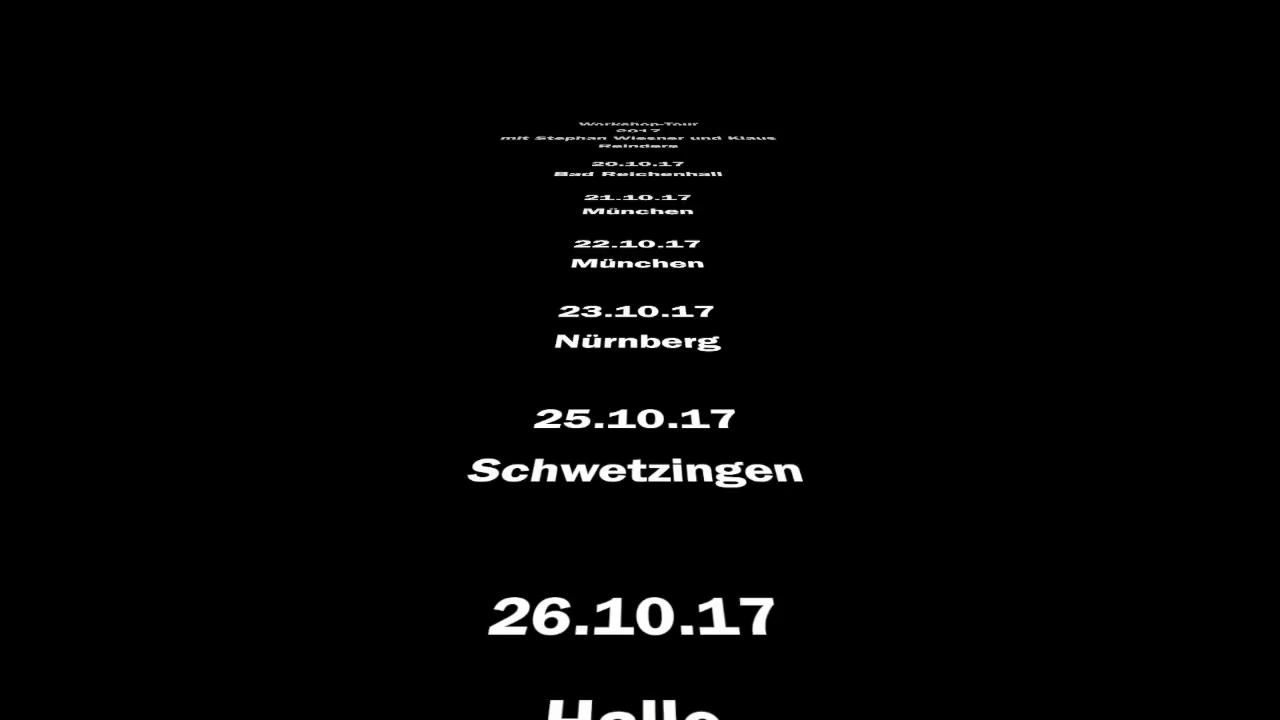 Workshop-Tour
2017
mit Stephan Wiesner und Klaus
Reinders
20.10.17
Bad Reichenhall
21.10.17
München
22.10.17
München
23.10.17
Nürnberg
25.10.17
Schwetzingen
26.10.17
Halle